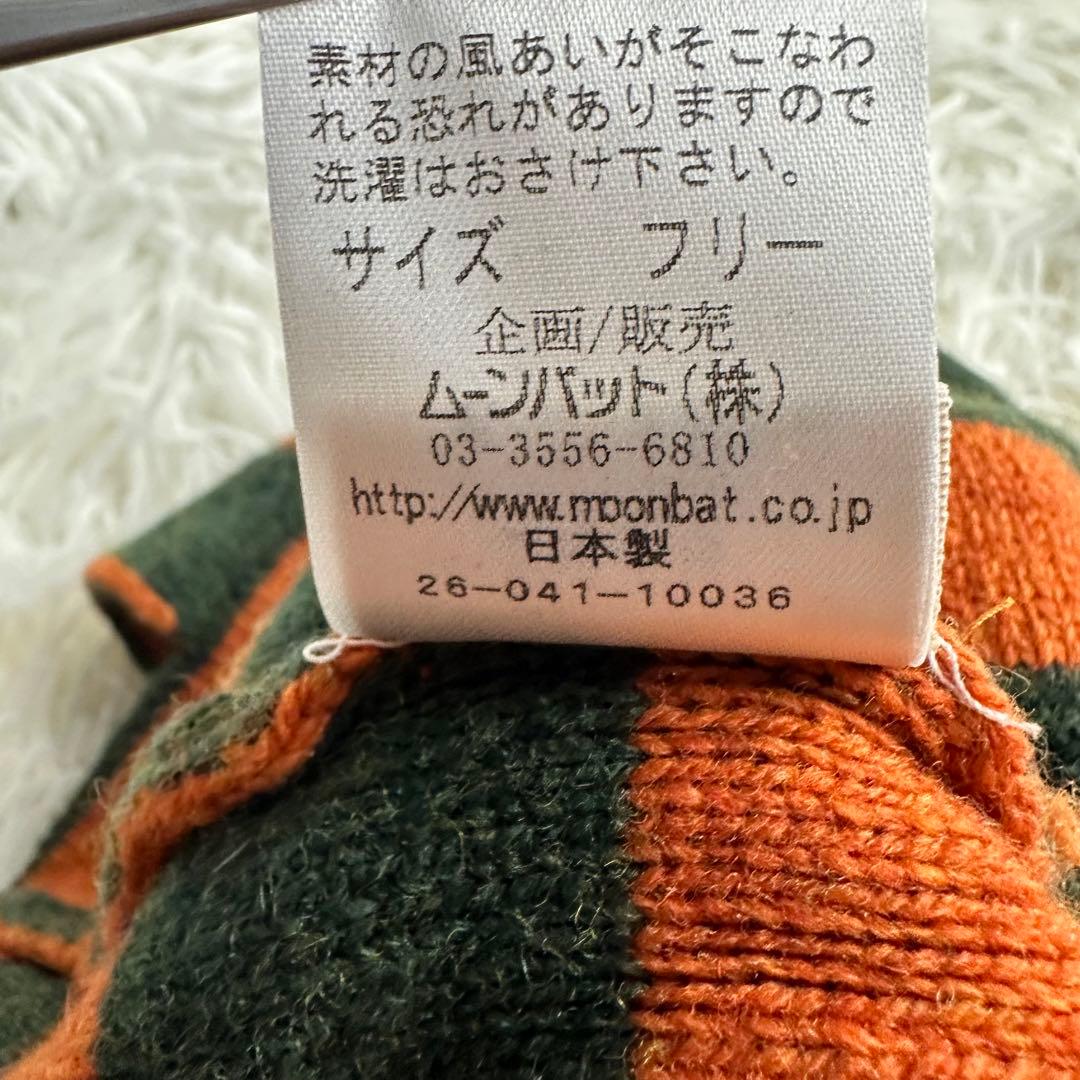 素材の風あいがそこなわ
れる恐れがありますので
洗濯はおさけ下さい。
サイズ フリー
企画/販売
ムーンバット(株)
03-3556-6810
http://www.moonbat.co.jp
日本製
26-041-10036